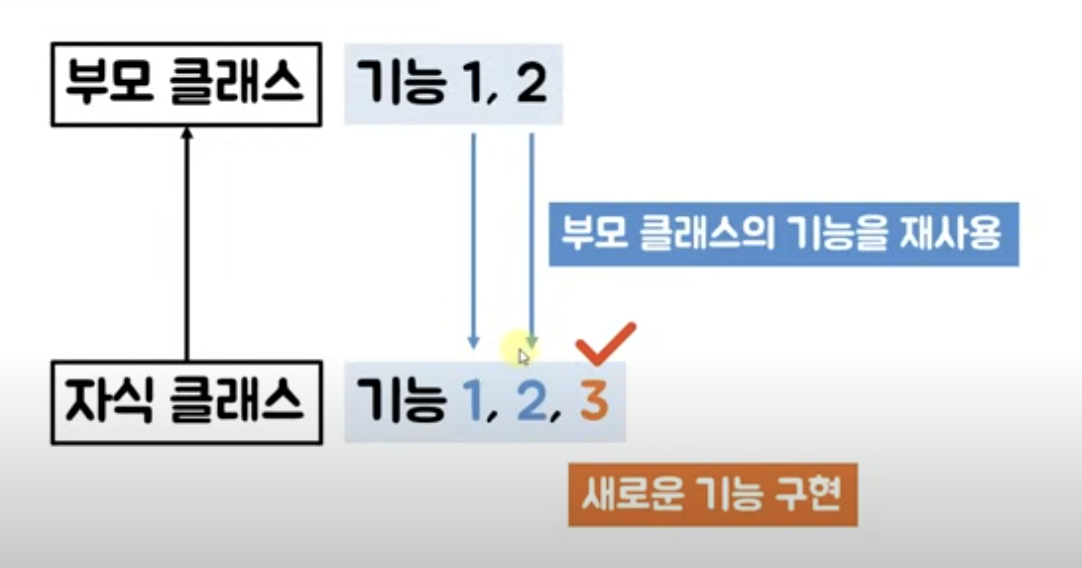 부모 클래스
기능 1, 2
부모 클래스의 기능을 재사용
자식 클래스
기능 1, 2, 3
새로운 기능 구현